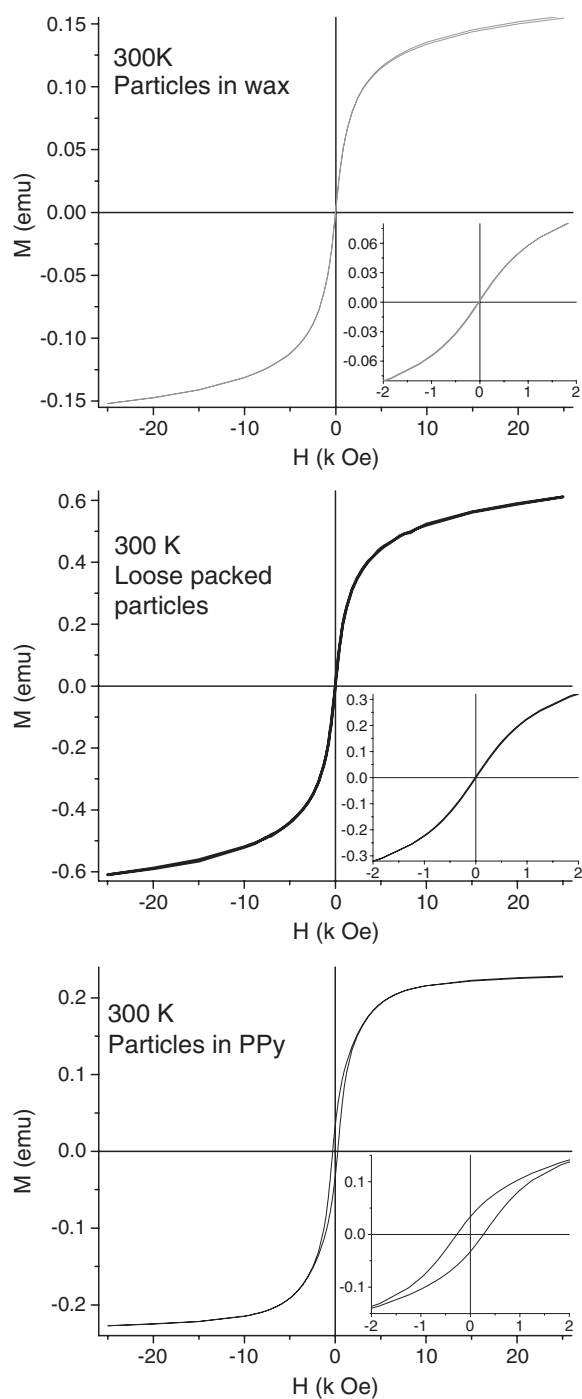 0.15
300K
Particles in wax
0.10
0.05
M (emu)
0.00
-0.05
-0.10
-0.15
0.06
0.03
0.00
-0.03
-0.06
-2 -1 0 1 2
-20 -10 0 10 20
H (k Oe)
0.6
300 K
Loose packed
particles
0.4
0.2
M (emu)
0.0
-0.2
-0.4
-0.6
0.3
0.2
0.1
0.0
-0.1
-0.2
-0.3
-2 -1 0 1 2
-20 -10 0 10 20
H (k Oe)
0.2
300 K
Particles in PPy
0.1
M (emu)
0.0
-0.1
-0.2
0.1
0.0
-0.1
-2 -1 0 1 2
-20 -10 0 10 20
H (k Oe)